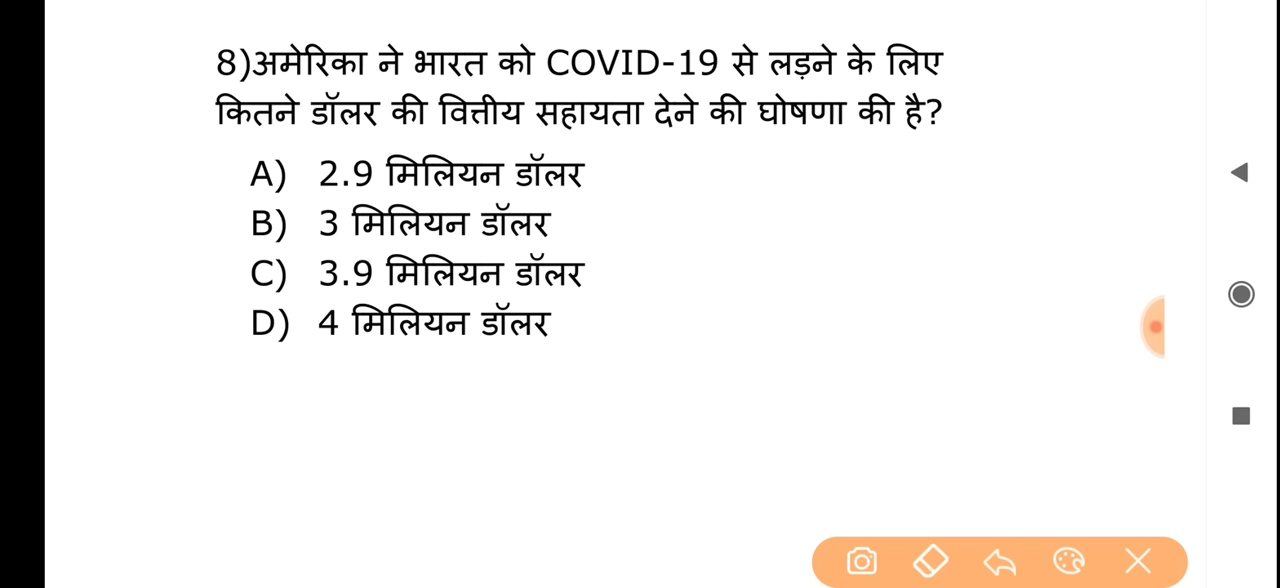 8)अमेरिका ने भारत को COVID-19 से लड़ने के लिए
कितने डॉलर की वित्तीय सहायता देने की घोषणा की है?
A) 2.9 मिलियन डॉलर
B) 3 मिलियन डॉलर
C) 3.9 मिलियन डॉलर
D) 4 मिलियन डॉलर